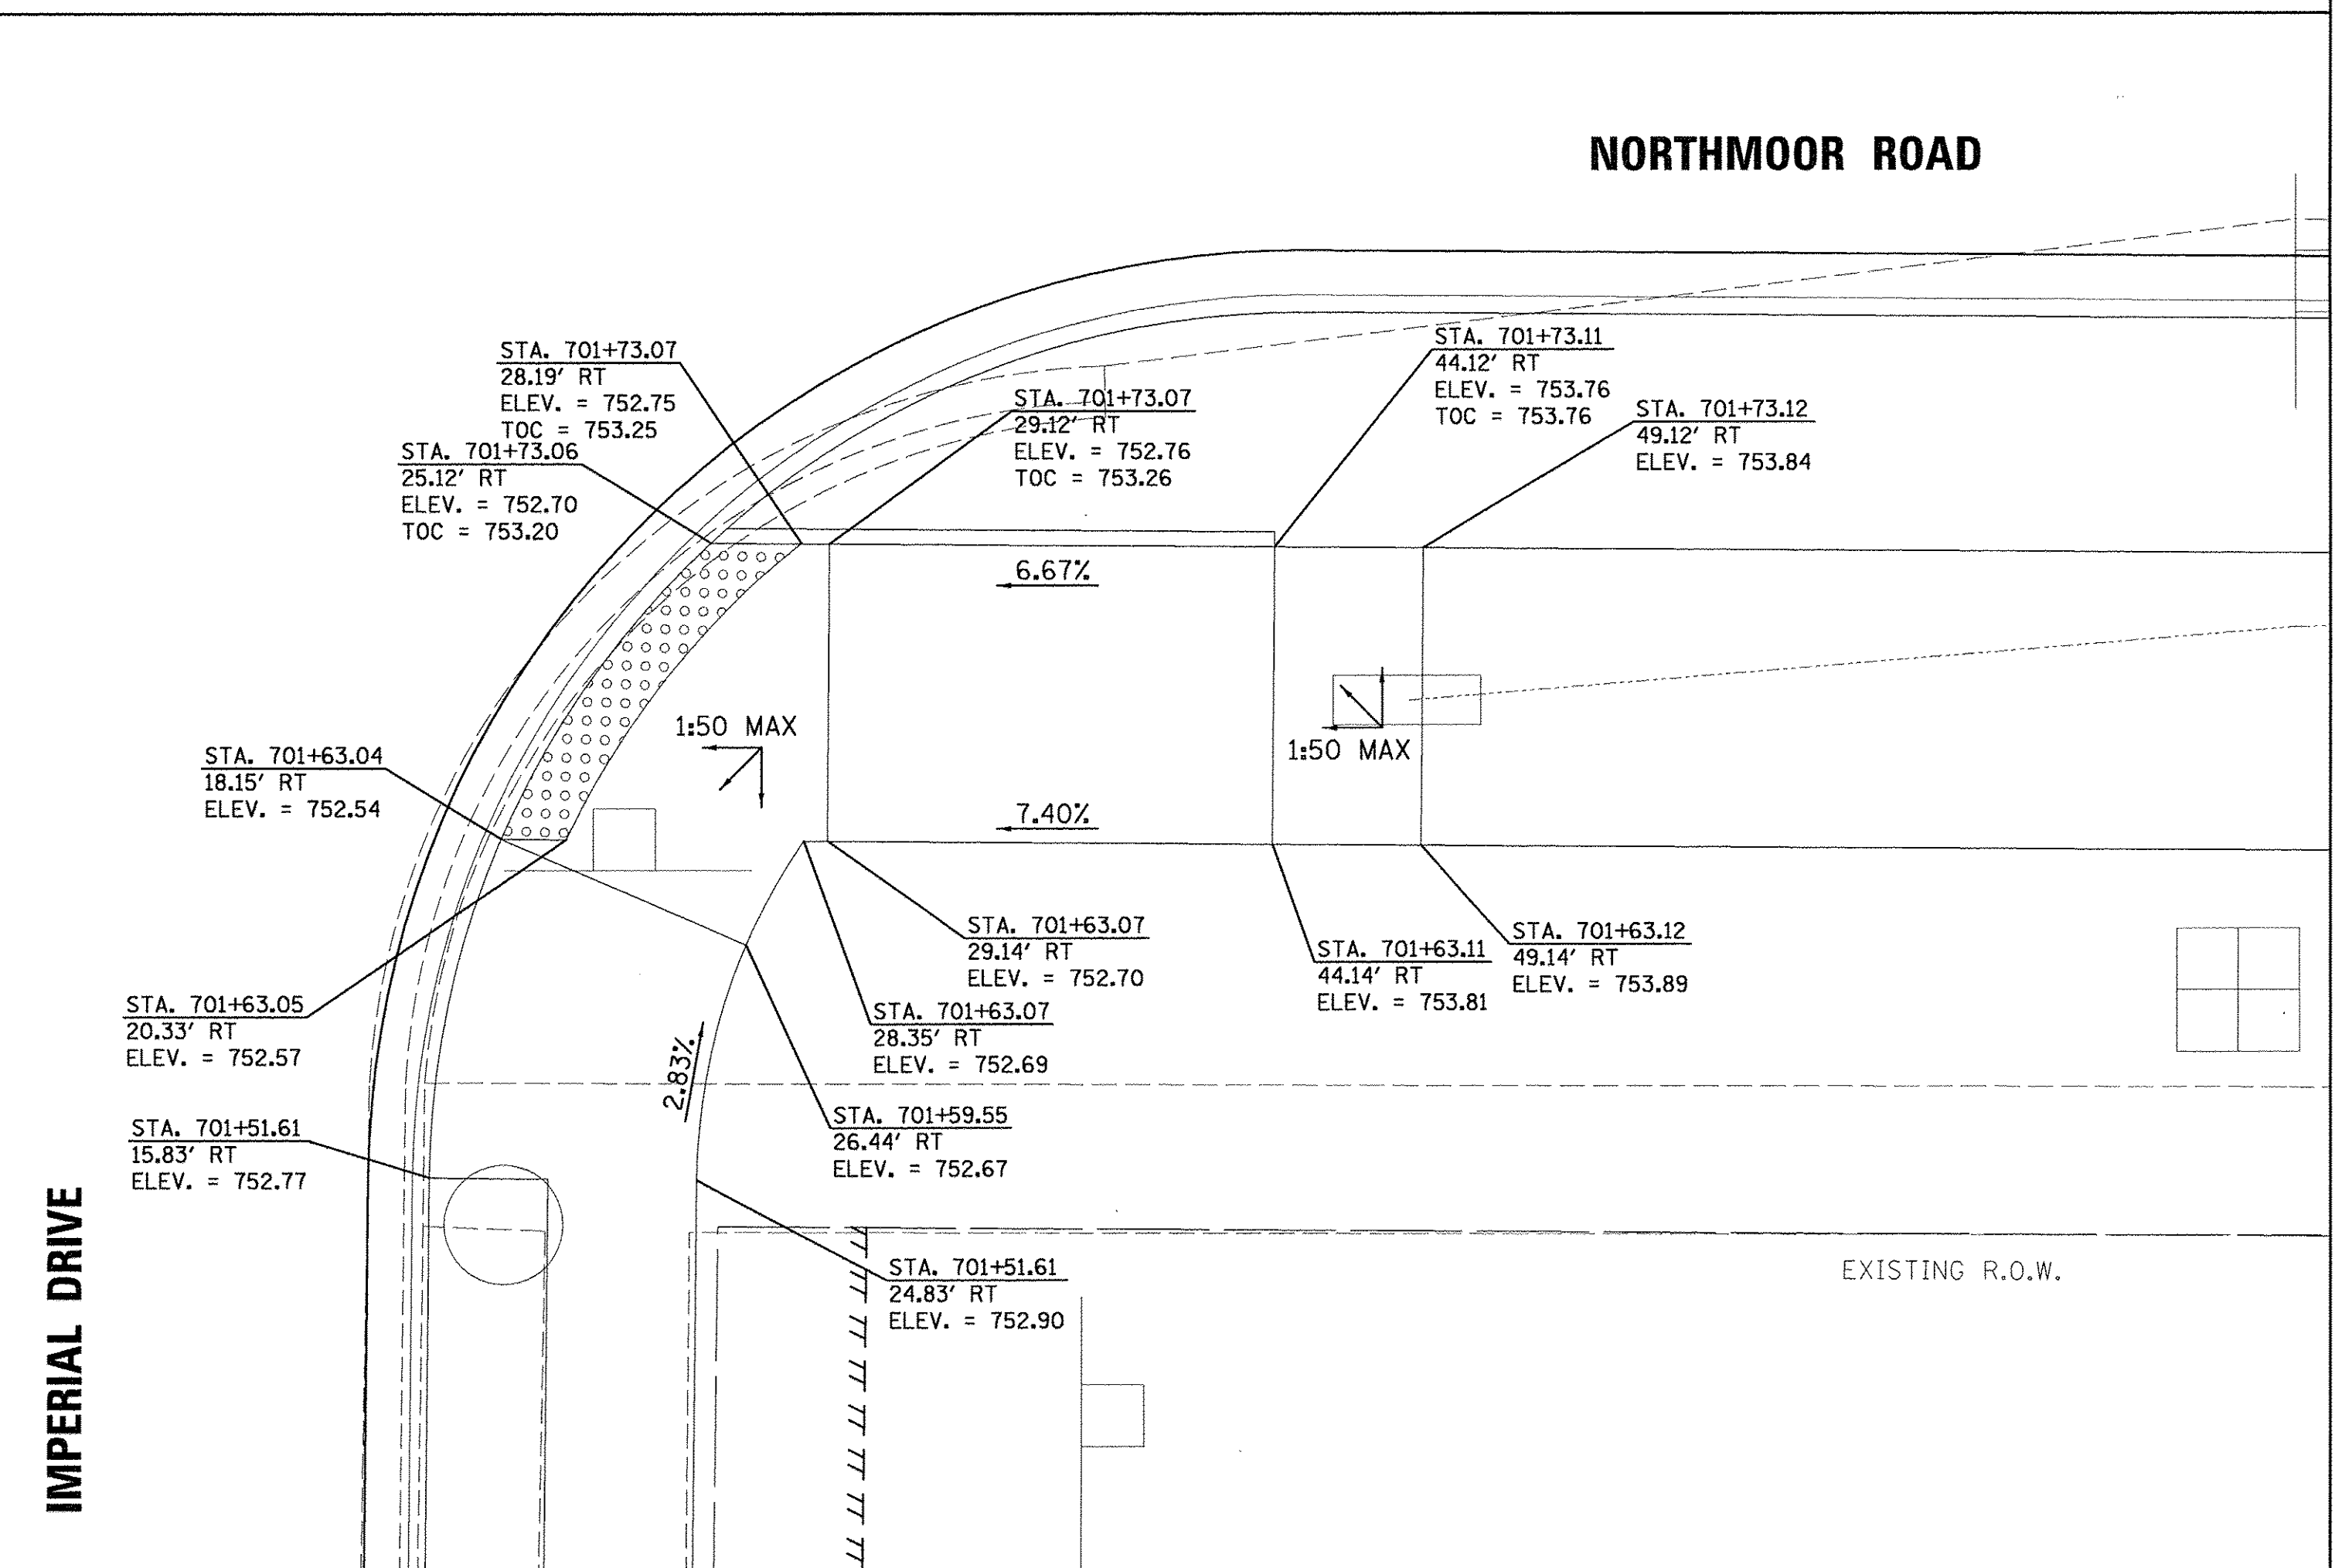 NORTHMOOR ROAD
STA. 701+73.07
28.19' RT
ELEV. = 752.75
TOC = 753.25
STA. 701+73.06
25.12' RT
ELEV. = 752.70
TOC = 753.20
STA. 701+73.07
29.12' RT
ELEV. = 752.76
TOC = 753.26
STA. 701+73.11
44.12' RT
ELEV. = 753.76
TOC = 753.76
STA. 701+73.12
49.12' RT
ELEV. = 753.84
6.67%
1:50 MAX
1:50 MAX
STA. 701+63.04
18.15' RT
ELEV. = 752.54
7.40%
STA. 701+63.07
29.14' RT
ELEV. = 752.70
STA. 701+63.11
44.14' RT
ELEV. = 753.81
STA. 701+63.12
49.14' RT
ELEV. = 753.89
STA. 701+63.05
20.33' RT
ELEV. = 752.57
STA. 701+63.07
28.35' RT
ELEV. = 752.69
2.83%
STA. 701+59.55
26.44' RT
ELEV. = 752.67
STA. 701+51.61
15.83' RT
ELEV. = 752.77
STA. 701+51.61
24.83' RT
ELEV. = 752.90
EXISTING R.O.W.
IMPERIAL DRIVE